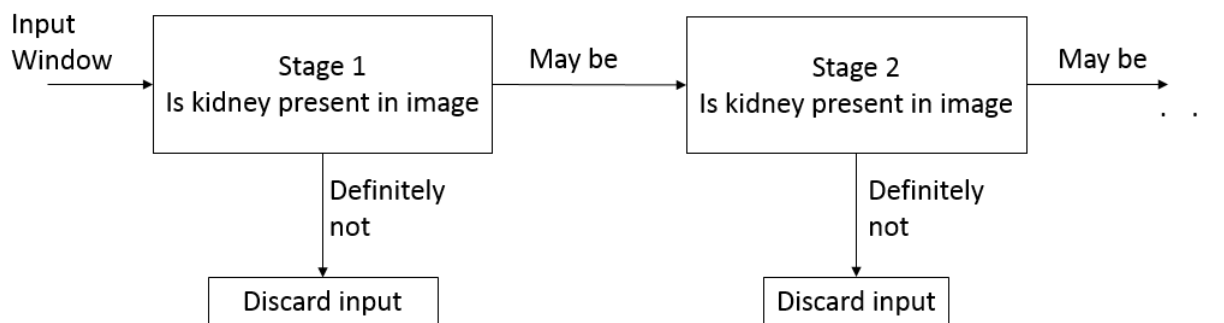 Input
Window
Stage 1
Is kidney present in image
May be
Stage 2
Is kidney present in image
May be
. .
Definitely
not
Definitely
not
Discard input
Discard input